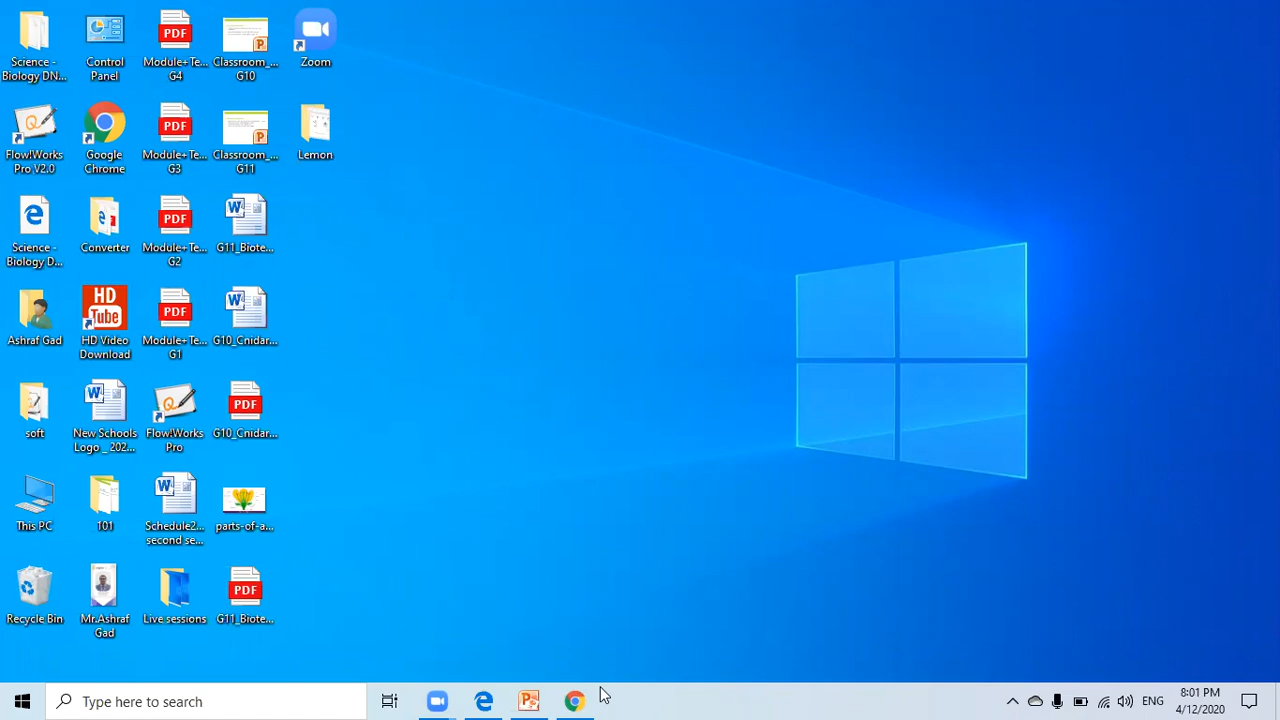 Science -
Biology DN...
Control
Panel
PDF
Module+Te...
G4
Classroom_...
G10
Zoom
Flow!Works
Pro V2.0
Google
Chrome
PDF
Module+Te...
G3
Classroom_...
G11
Lemon
Science -
Biology D...
Converter
PDF
Module+Te...
G2
G11_Biote...
Ashraf Gad
HD
Tube
HD Video
Download
PDF
Module+Te...
G1
G10_Cnidar...
soft
New Schools
Logo _ 202...
Flow!Works
Pro
PDF
G10_Cnidar...
This PC
101
Schedule2...
second se...
parts-of-a...
Recycle Bin
Mr.Ashraf
Gad
Live sessions
PDF
G11_Biote...
Type here to search
ENG
8:01 PM
4/12/2020